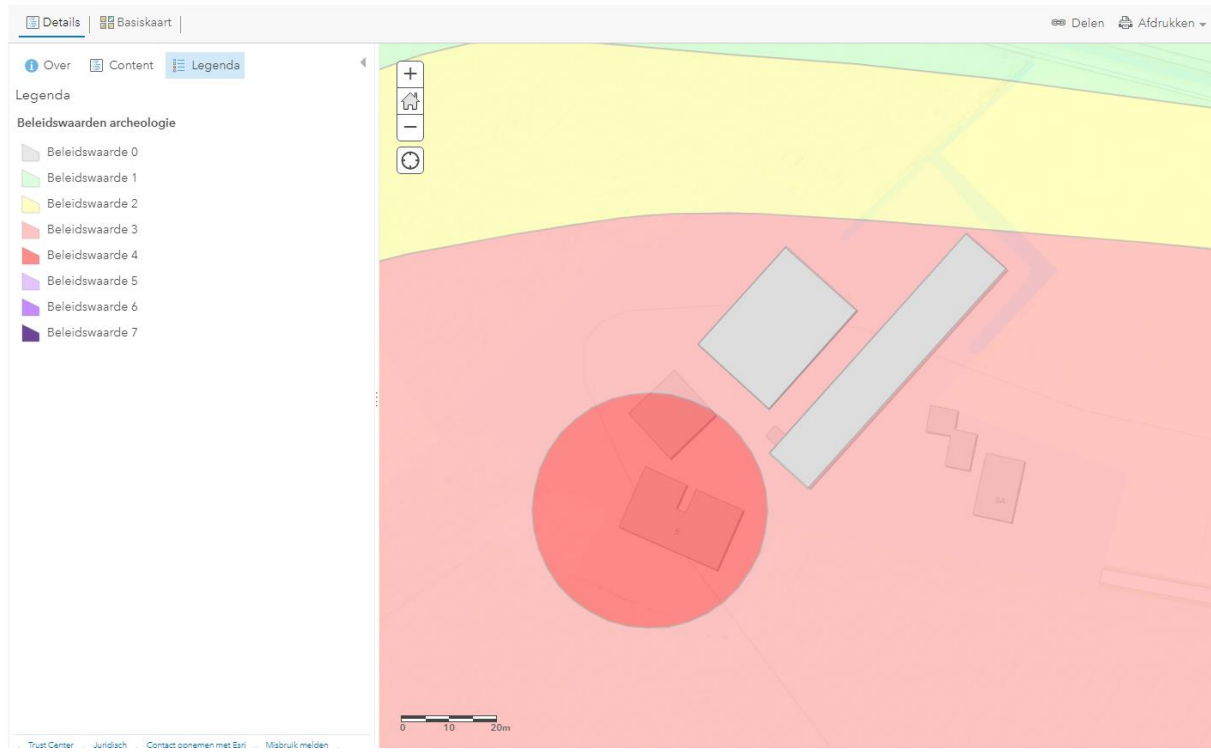 Details Basiskaart Delen Afdrukken
Over Content Legenda
Legenda
Beleidswaarden archeologie
Beleidswaarde 0
Beleidswaarde 1
Beleidswaarde 2
Beleidswaarde 3
Beleidswaarde 4
Beleidswaarde 5
Beleidswaarde 6
Beleidswaarde 7
5A
0 10 20m
Trust Center Juridisch Contact opnemen met Esri Misbruik melden